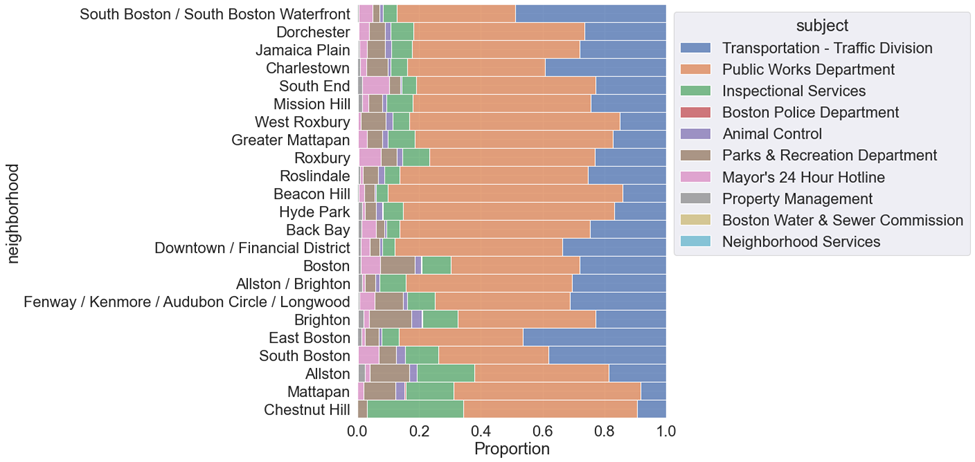 South Boston / South Boston Waterfront
Dorchester
Jamaica Plain
Charlestown
South End
Mission Hill
West Roxbury
Greater Mattapan
Roxbury
Roslindale
Beacon Hill
Hyde Park
Back Bay
Downtown / Financial District
Boston
Allston / Brighton
Fenway / Kenmore / Audubon Circle / Longwood
Brighton
East Boston
South Boston
Allston
Mattapan
Chestnut Hill
neighborhood
0.0 0.2 0.4 0.6 0.8 1.0
Proportion
subject
Transportation - Traffic Division
Public Works Department
Inspectional Services
Boston Police Department
Animal Control
Parks & Recreation Department
Mayor's 24 Hour Hotline
Property Management
Boston Water & Sewer Commission
Neighborhood Services